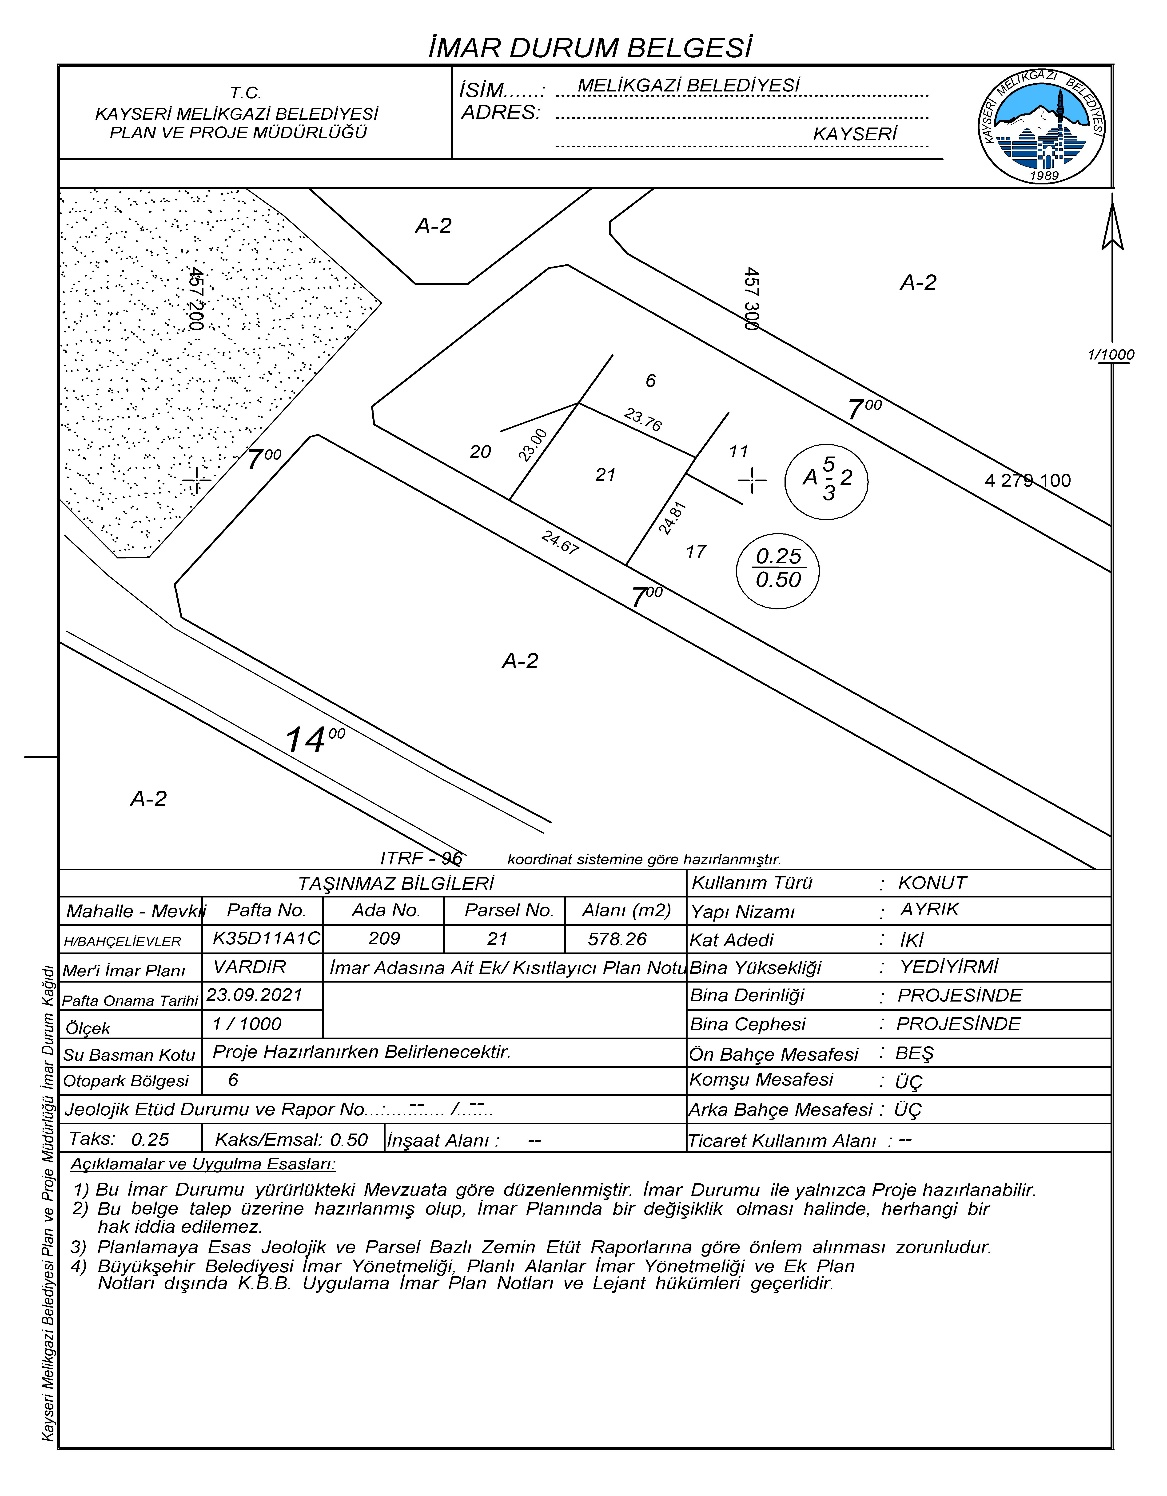 İMAR DURUM BELGESİ
T.C.
KAYSERİ MELİKGAZİ BELEDİYESİ
PLAN VE PROJE MÜDÜRLÜĞÜ
İSİM......: MELİKGAZİ BELEDİYESİ
ADRES:
KAYSERİ
KAYSERİ MELİKGAZİ BELEDİYESİ
1989
A-2
A-2
457 200
457 300
1/1000
6
7⁰⁰
23.76
20
23.00
11
7⁰⁰
21
A 5/3 2
4 279 100
24.81
24.67
17
0.25
0.50
7⁰⁰
A-2
14⁰⁰
A-2
ITRF - 96 koordinat sistemine göre hazırlanmıştır.
TAŞINMAZ BİLGİLERİ
Kullanım Türü : KONUT
Mahalle - Mevkii Pafta No. Ada No. Parsel No. Alanı (m2)
Yapı Nizamı : AYRIK
H/BAHÇELİEVLER K35D11A1C 209 21 578.26
Kat Adedi : İKİ
Mer'i İmar Planı VARDIR İmar Adasına Ait Ek/ Kısıtlayıcı Plan Notu
Bina Yüksekliği : YEDİYİRMİ
Pafta Onama Tarihi 23.09.2021
Bina Derinliği : PROJESİNDE
Ölçek 1 / 1000
Bina Cephesi : PROJESİNDE
Su Basman Kotu Proje Hazırlanırken Belirlenecektir.
Ön Bahçe Mesafesi : BEŞ
Otopark Bölgesi 6
Komşu Mesafesi : ÜÇ
Jeolojik Etüd Durumu ve Rapor No...:....--..... /..--...
Arka Bahçe Mesafesi : ÜÇ
Taks: 0.25 Kaks/Emsal: 0.50 İnşaat Alanı : --
Ticaret Kullanım Alanı : --
Açıklamalar ve Uygulma Esasları:
1) Bu İmar Durumu yürürlükteki Mevzuata göre düzenlenmiştir. İmar Durumu ile yalnızca Proje hazırlanabilir.
2) Bu belge talep üzerine hazırlanmış olup, İmar Planında bir değişiklik olması halinde, herhangi bir
hak iddia edilemez.
3) Planlamaya Esas Jeolojik ve Parsel Bazlı Zemin Etüt Raporlarına göre önlem alınması zorunludur.
4) Büyükşehir Belediyesi İmar Yönetmeliği, Planlı Alanlar İmar Yönetmeliği ve Ek Plan
Notları dışında K.B.B. Uygulama İmar Plan Notları ve Lejant hükümleri geçerlidir.
Kayseri Melikgazi Belediyesi Plan ve Proje Müdürlüğü İmar Durum Kağıdı